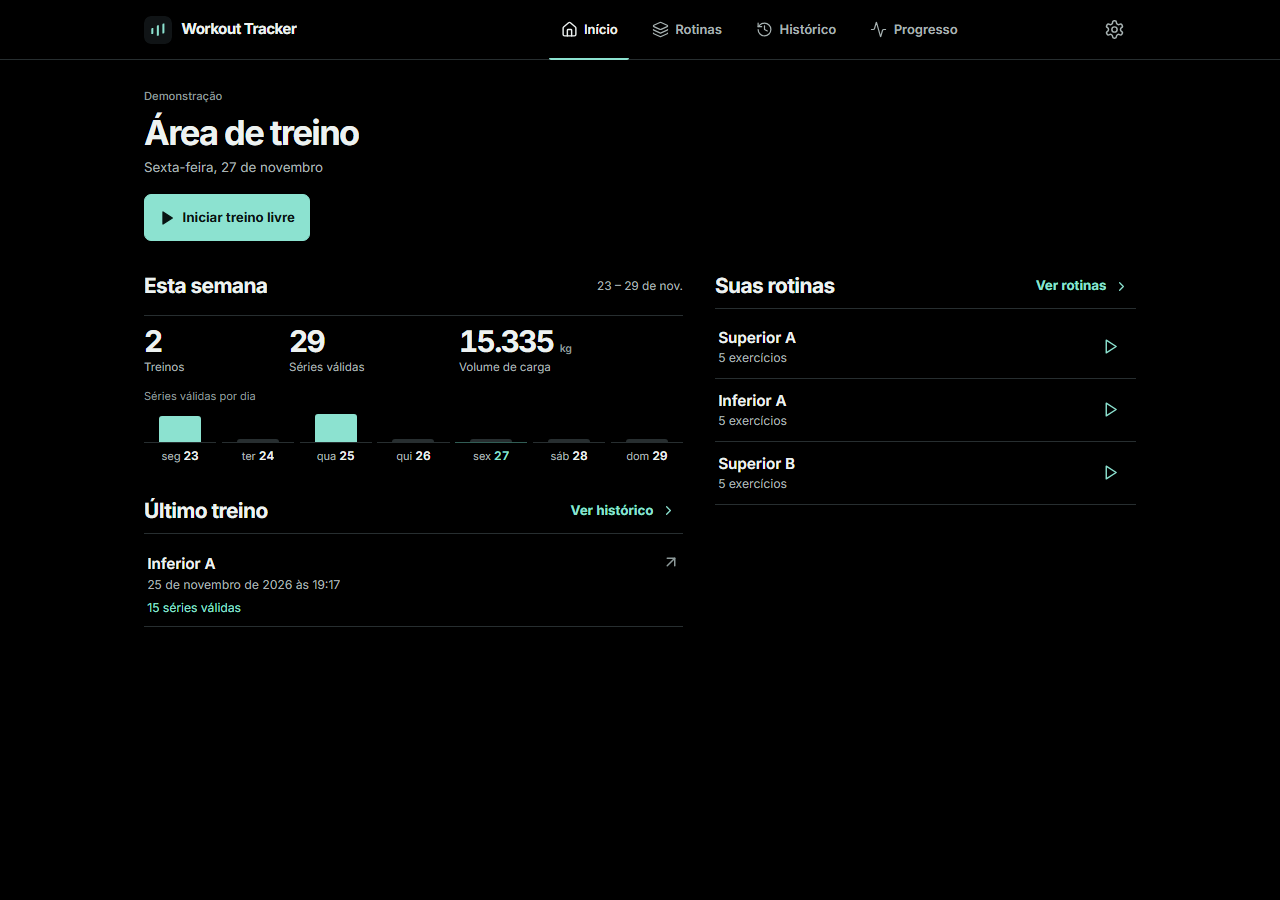 Workout Tracker
Início
Rotinas
Histórico
Progresso
Demonstração
Área de treino
Sexta-feira, 27 de novembro
Iniciar treino livre
Esta semana
23 – 29 de nov.
2
Treinos
29
Séries válidas
15.335 kg
Volume de carga
Séries válidas por dia
seg 23
ter 24
qua 25
qui 26
sex 27
sáb 28
dom 29
Último treino
Ver histórico
Inferior A
25 de novembro de 2026 às 19:17
15 séries válidas
Suas rotinas
Ver rotinas
Superior A
5 exercícios
Inferior A
5 exercícios
Superior B
5 exercícios